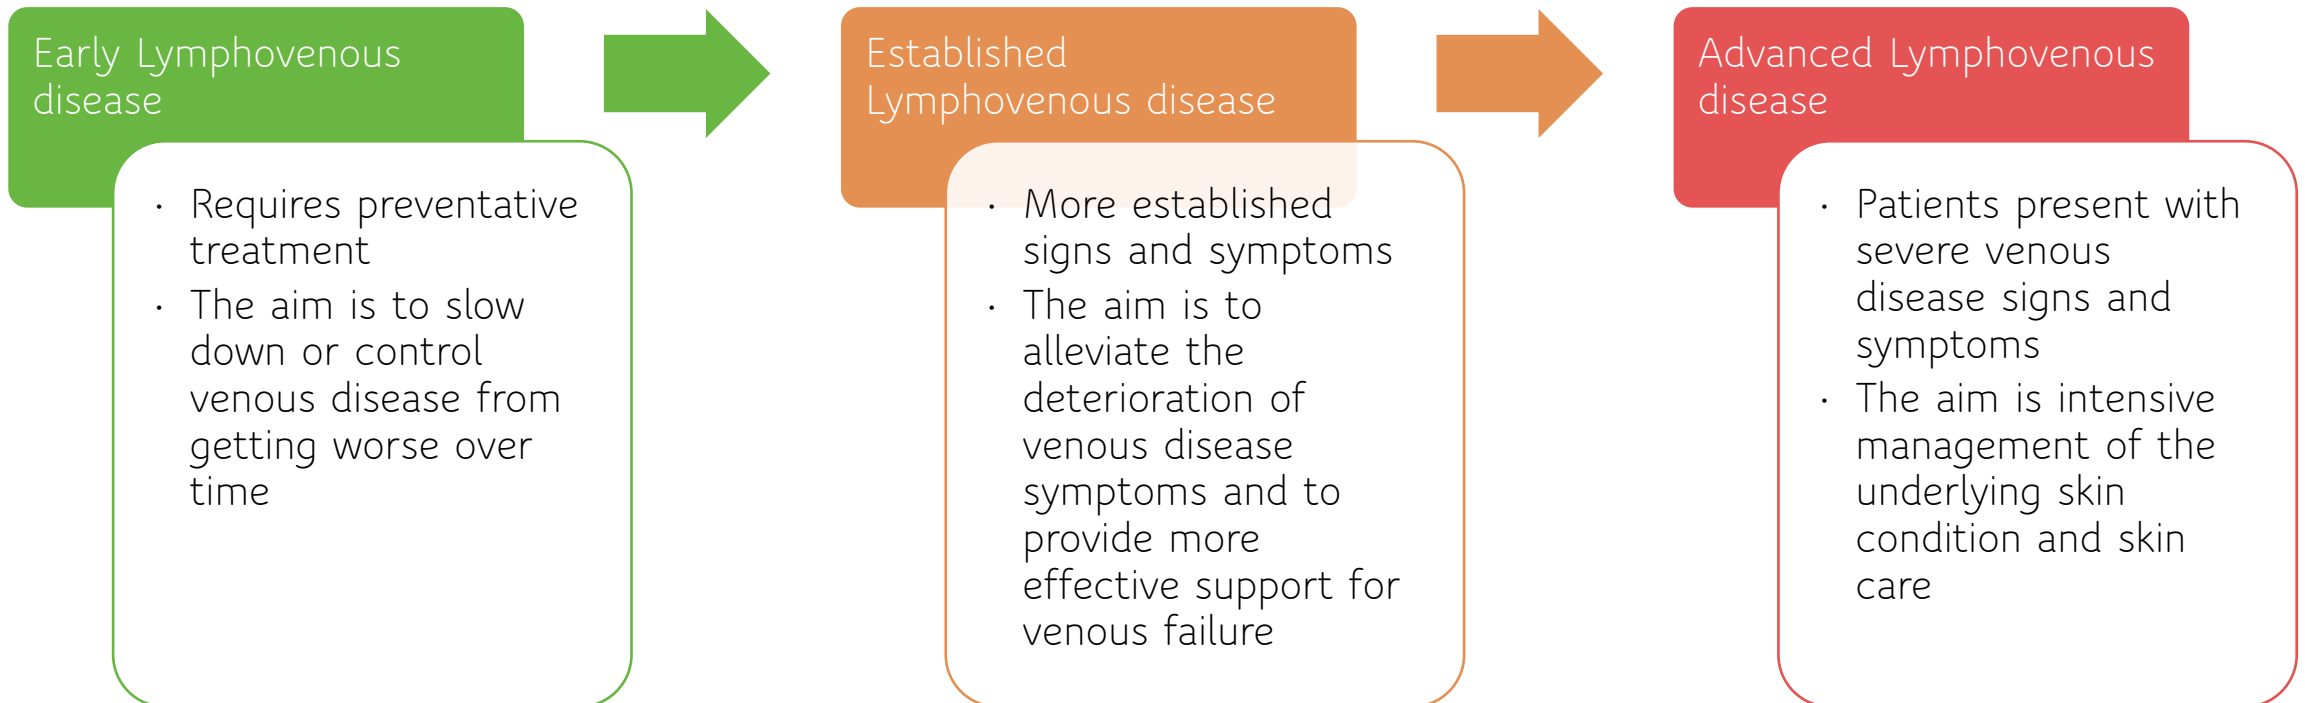 Early Lymphovenous
disease
· Requires preventative
treatment
· The aim is to slow
down or control
venous disease from
getting worse over
time
Established
Lymphovenous disease
· More established
signs and symptoms
· The aim is to
alleviate the
deterioration of
venous disease
symptoms and to
provide more
effective support for
venous failure
Advanced Lymphovenous
disease
· Patients present with
severe venous
disease signs and
symptoms
· The aim is intensive
management of the
underlying skin
condition and skin
care